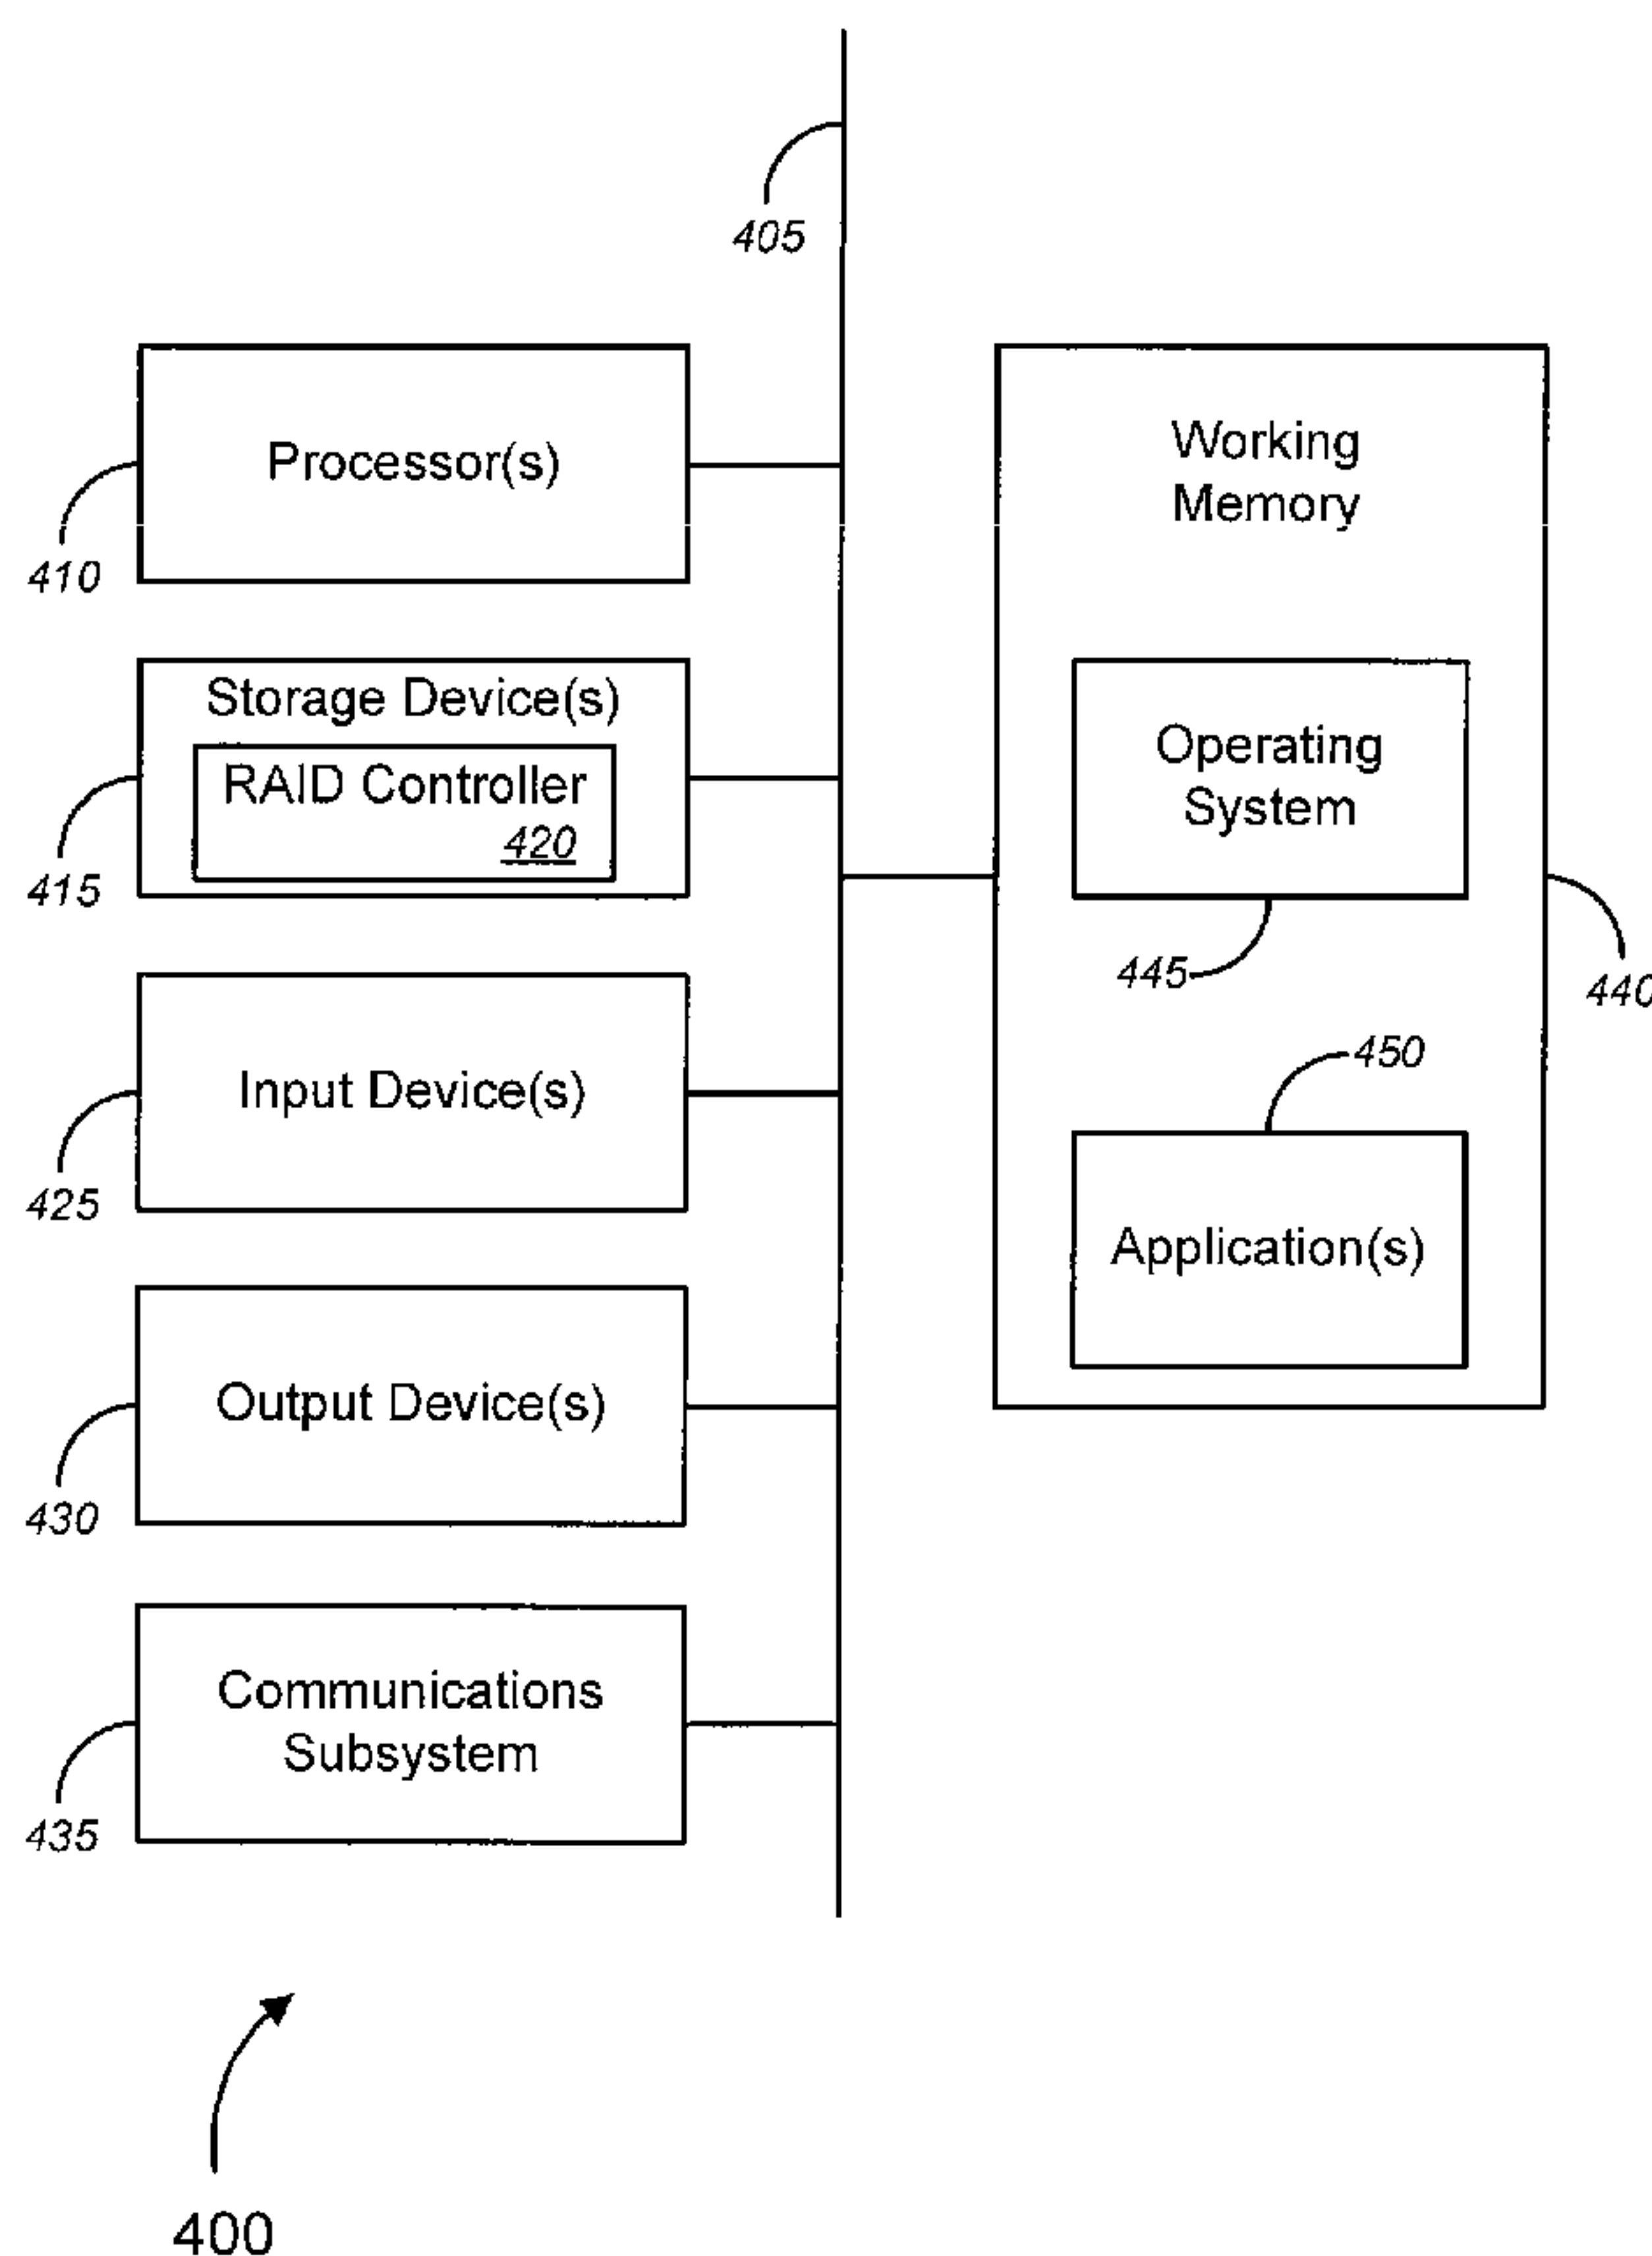 405
Processor(s)
410
Storage Device(s)
RAID Controller
420
415
Input Device(s)
425
Output Device(s)
430
Communications
Subsystem
435
Working
Memory
Operating
System
445
440
450
Application(s)
400